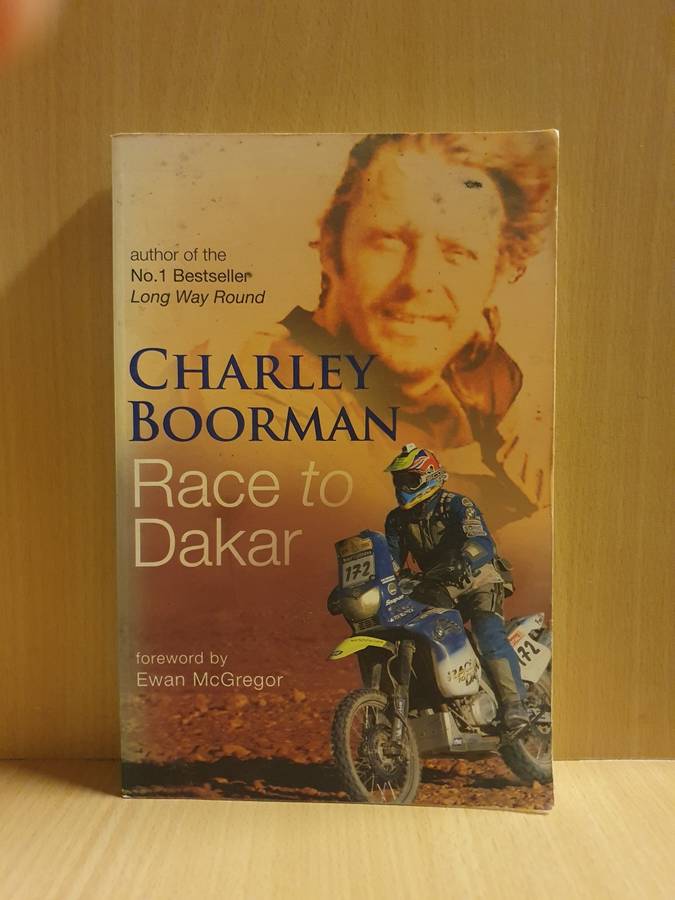 author of the
No.1 Bestseller
Long Way Round
CHARLEY
BOORMAN
Race to
Dakar
172
172
foreword by
Ewan McGregor